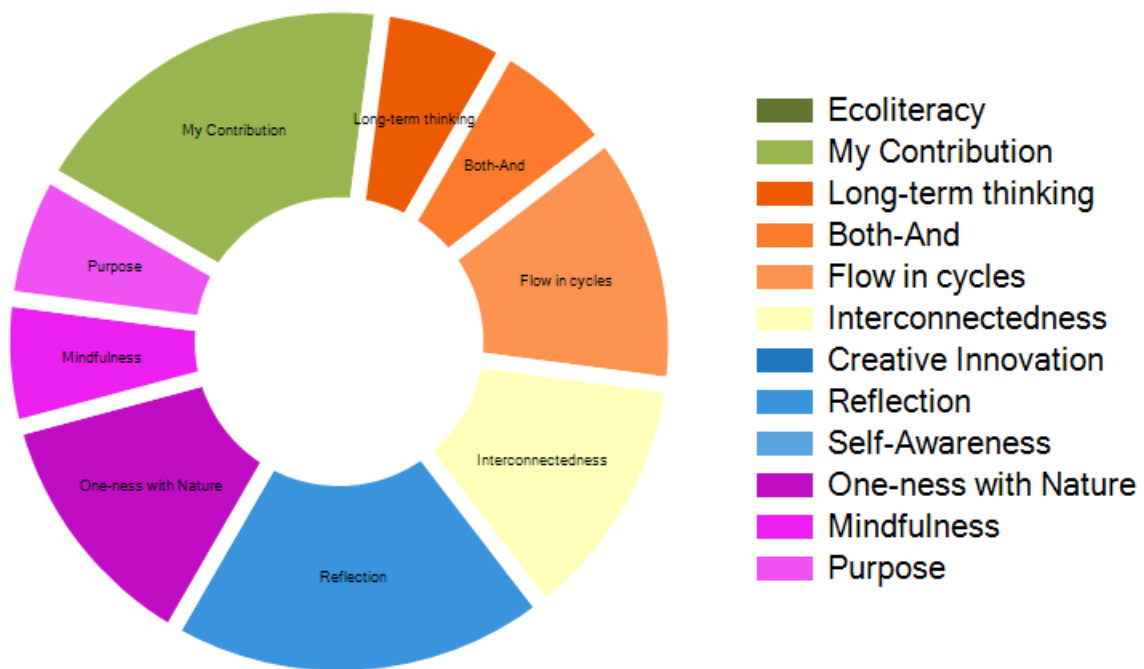 My Contribution
Long-term thinking
Both-And
Flow in cycles
Interconnectedness
Reflection
One-ness with Nature
Mindfulness
Purpose
Ecoliteracy
My Contribution
Long-term thinking
Both-And
Flow in cycles
Interconnectedness
Creative Innovation
Reflection
Self-Awareness
One-ness with Nature
Mindfulness
Purpose